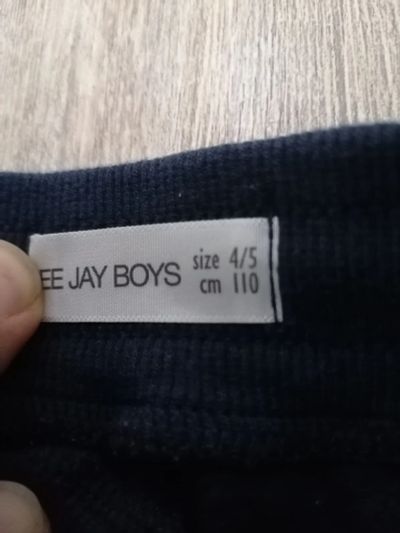 EE JAY BOYS
size 4/5
cm 110